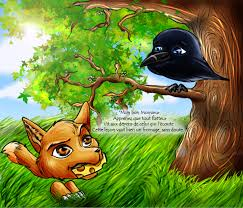 "Mon bon Monsieur
Apprenez que tout flatteur
Vit aux dépens de celui qui l'écoute
Cette leçon vaut bien un fromage, sans doute